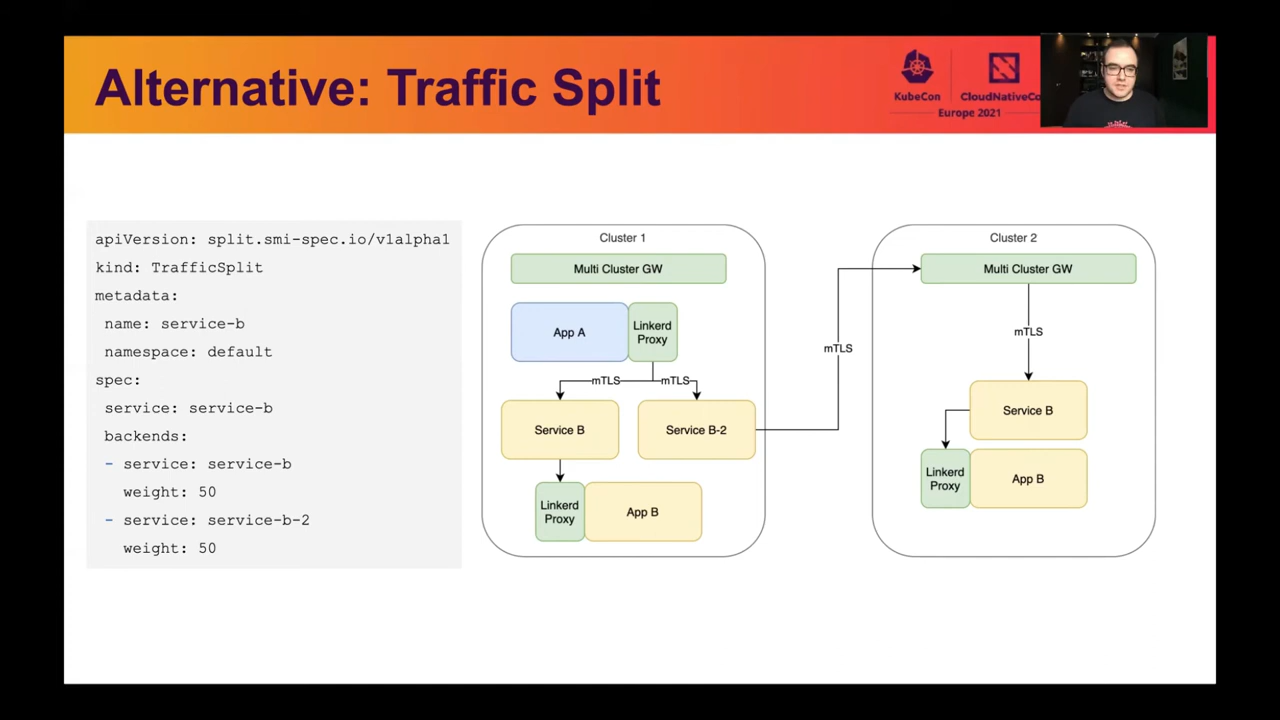 Alternative: Traffic Split
KubeCon
CloudNativeCo
Europe 2021
apiVersion: split.smi-spec.io/v1alpha1
kind: TrafficSplit
metadata:
name: service-b
namespace: default
spec:
service: service-b
backends:
- service: service-b
weight: 50
- service: service-b-2
weight: 50
Cluster 1
Multi Cluster GW
App A
Linkerd
Proxy
mTLS
mTLS
Service B
Service B-2
Linkerd
Proxy
App B
mTLS
Cluster 2
Multi Cluster GW
mTLS
Service B
Linkerd
Proxy
App B